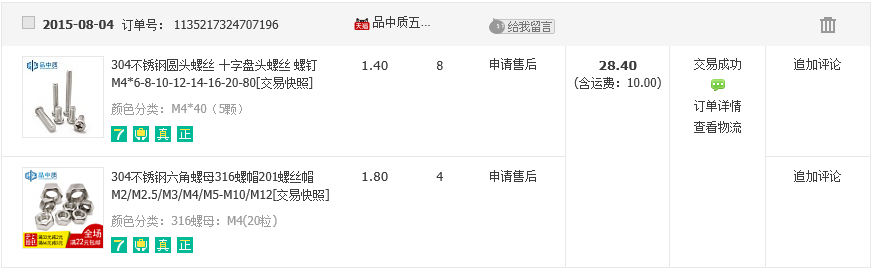 2015-08-04 订单号: 1135217324707196 天猫 品中质五... 给我留言
品中质
304不锈钢圆头螺丝 十字盘头螺丝 螺钉 1.40 8 申请售后 28.40 交易成功 追加评论
M4*6-8-10-12-14-16-20-80[交易快照] (含运费: 10.00)
颜色分类: M4*40（5颗） 订单详情
7 真 正 查看物流
品中质
304不锈钢六角螺母316螺帽201螺丝帽 1.80 4 申请售后 追加评论
M2/M2.5/M3/M4/M5-M10/M12[交易快照]
颜色分类: 316螺母: M4(20粒)
全场
满22元包邮
7 真 正